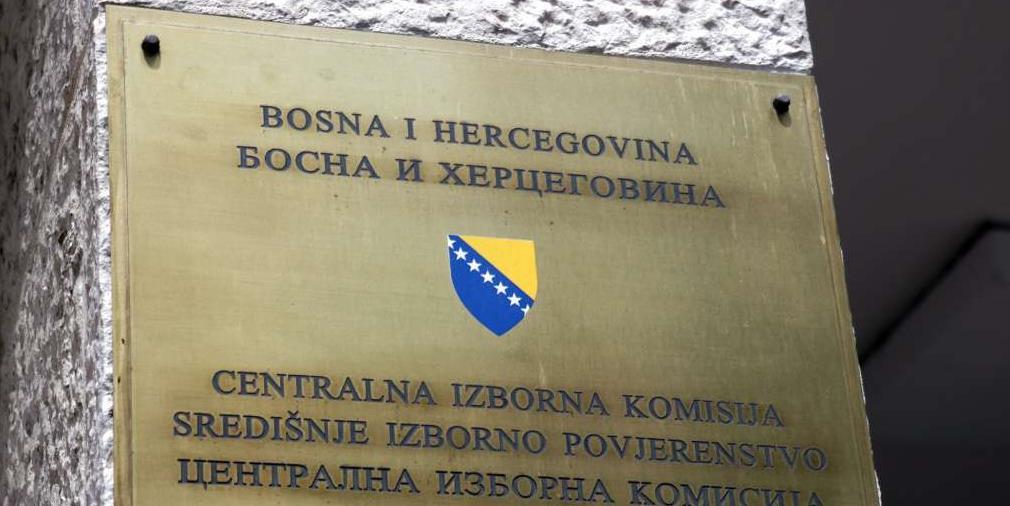 BOSNA I HERCEGOVINA
БОСНА И ХЕРЦЕГОВИНА
CENTRALNA IZBORNA KOMISIJA
SREDIŠNJE IZBORNO POVJERENSTVO
ЦЕНТРАЛНА ИЗБОРНА КОМИСИЈА